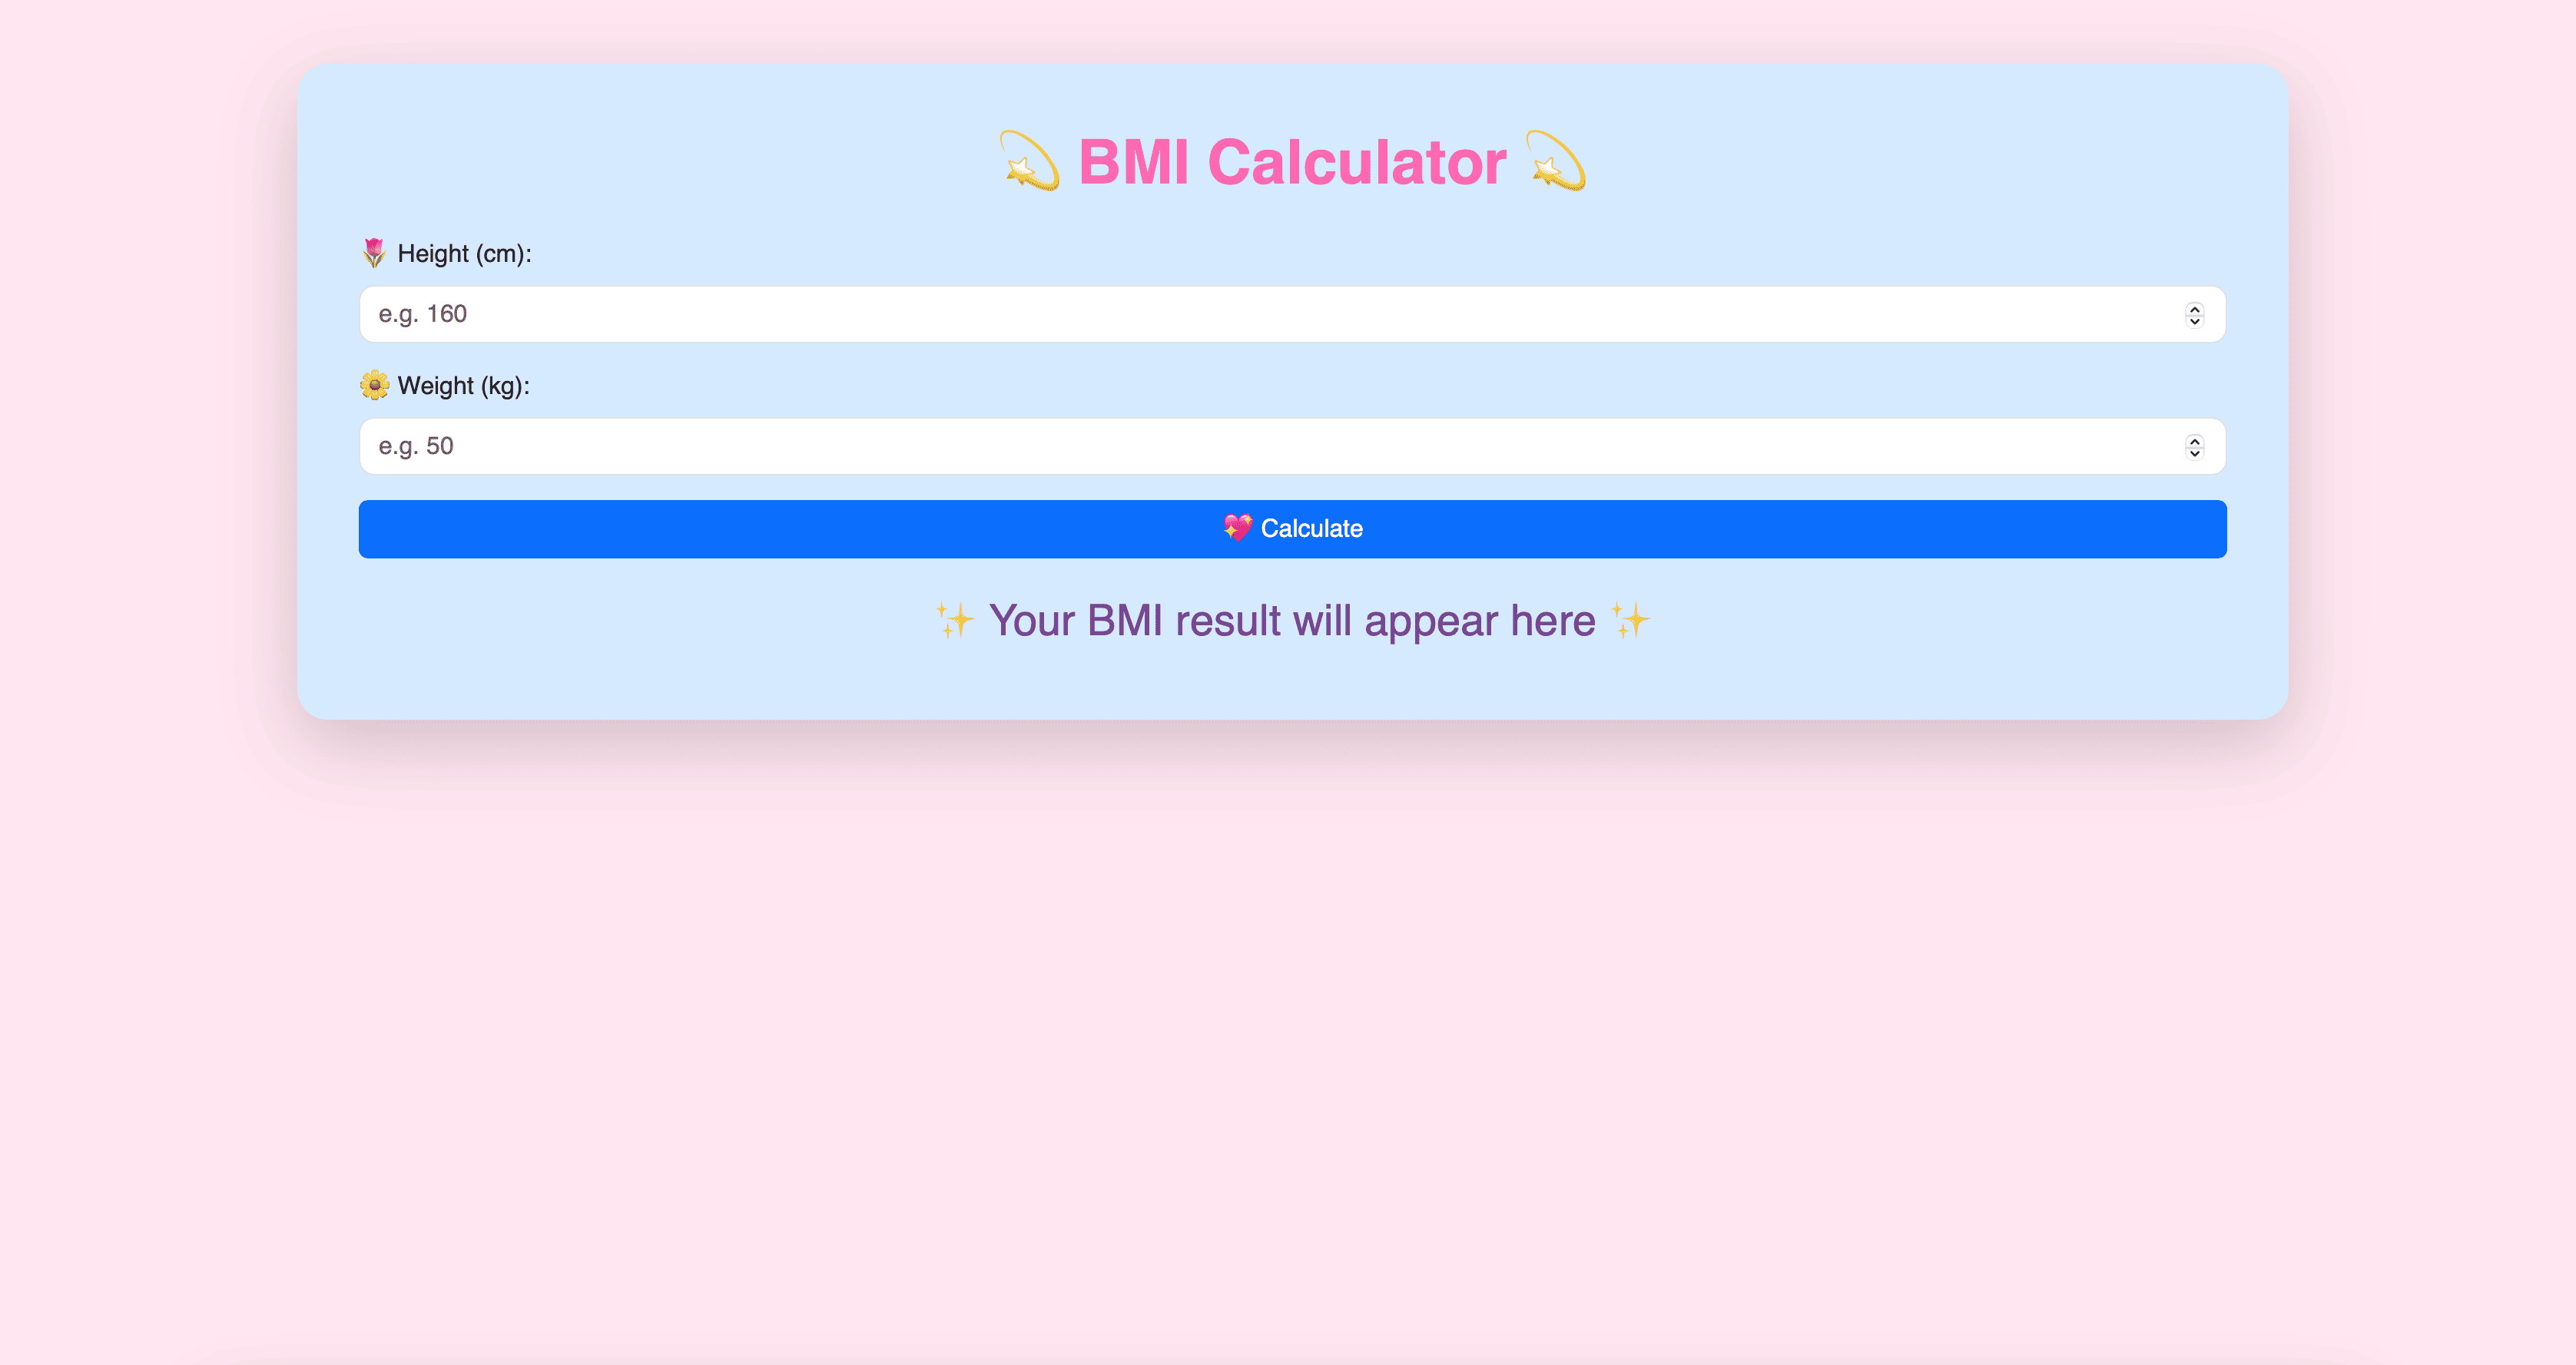 💫 BMI Calculator 💫
🌷 Height (cm):
e.g. 160
🌼 Weight (kg):
e.g. 50
💖 Calculate
✨ Your BMI result will appear here ✨